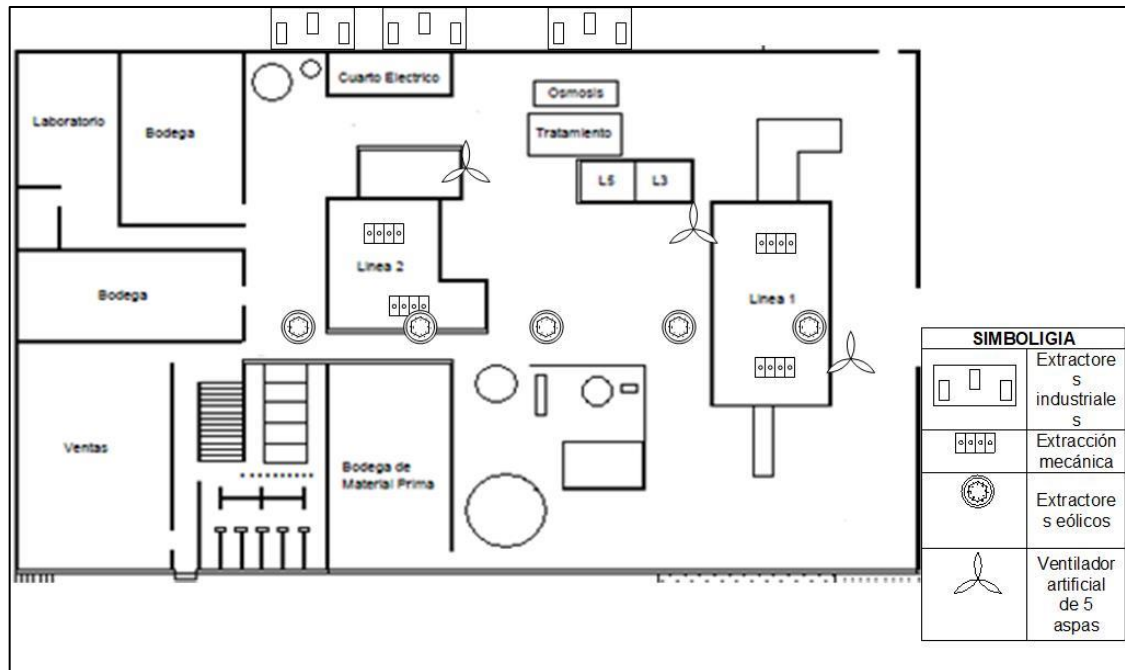 Cuarto Electrico
Osmosis
Laboratorio
Bodega
Tratamiento
L5
L3
Linea 2
Bodega
Linea 1
Ventas
Bodega de
Material Prima
SIMBOLIGIA
Extractore
s
industriale
s
Extracción
mecánica
Extractore
s eólicos
Ventilador
artificial
de 5
aspas